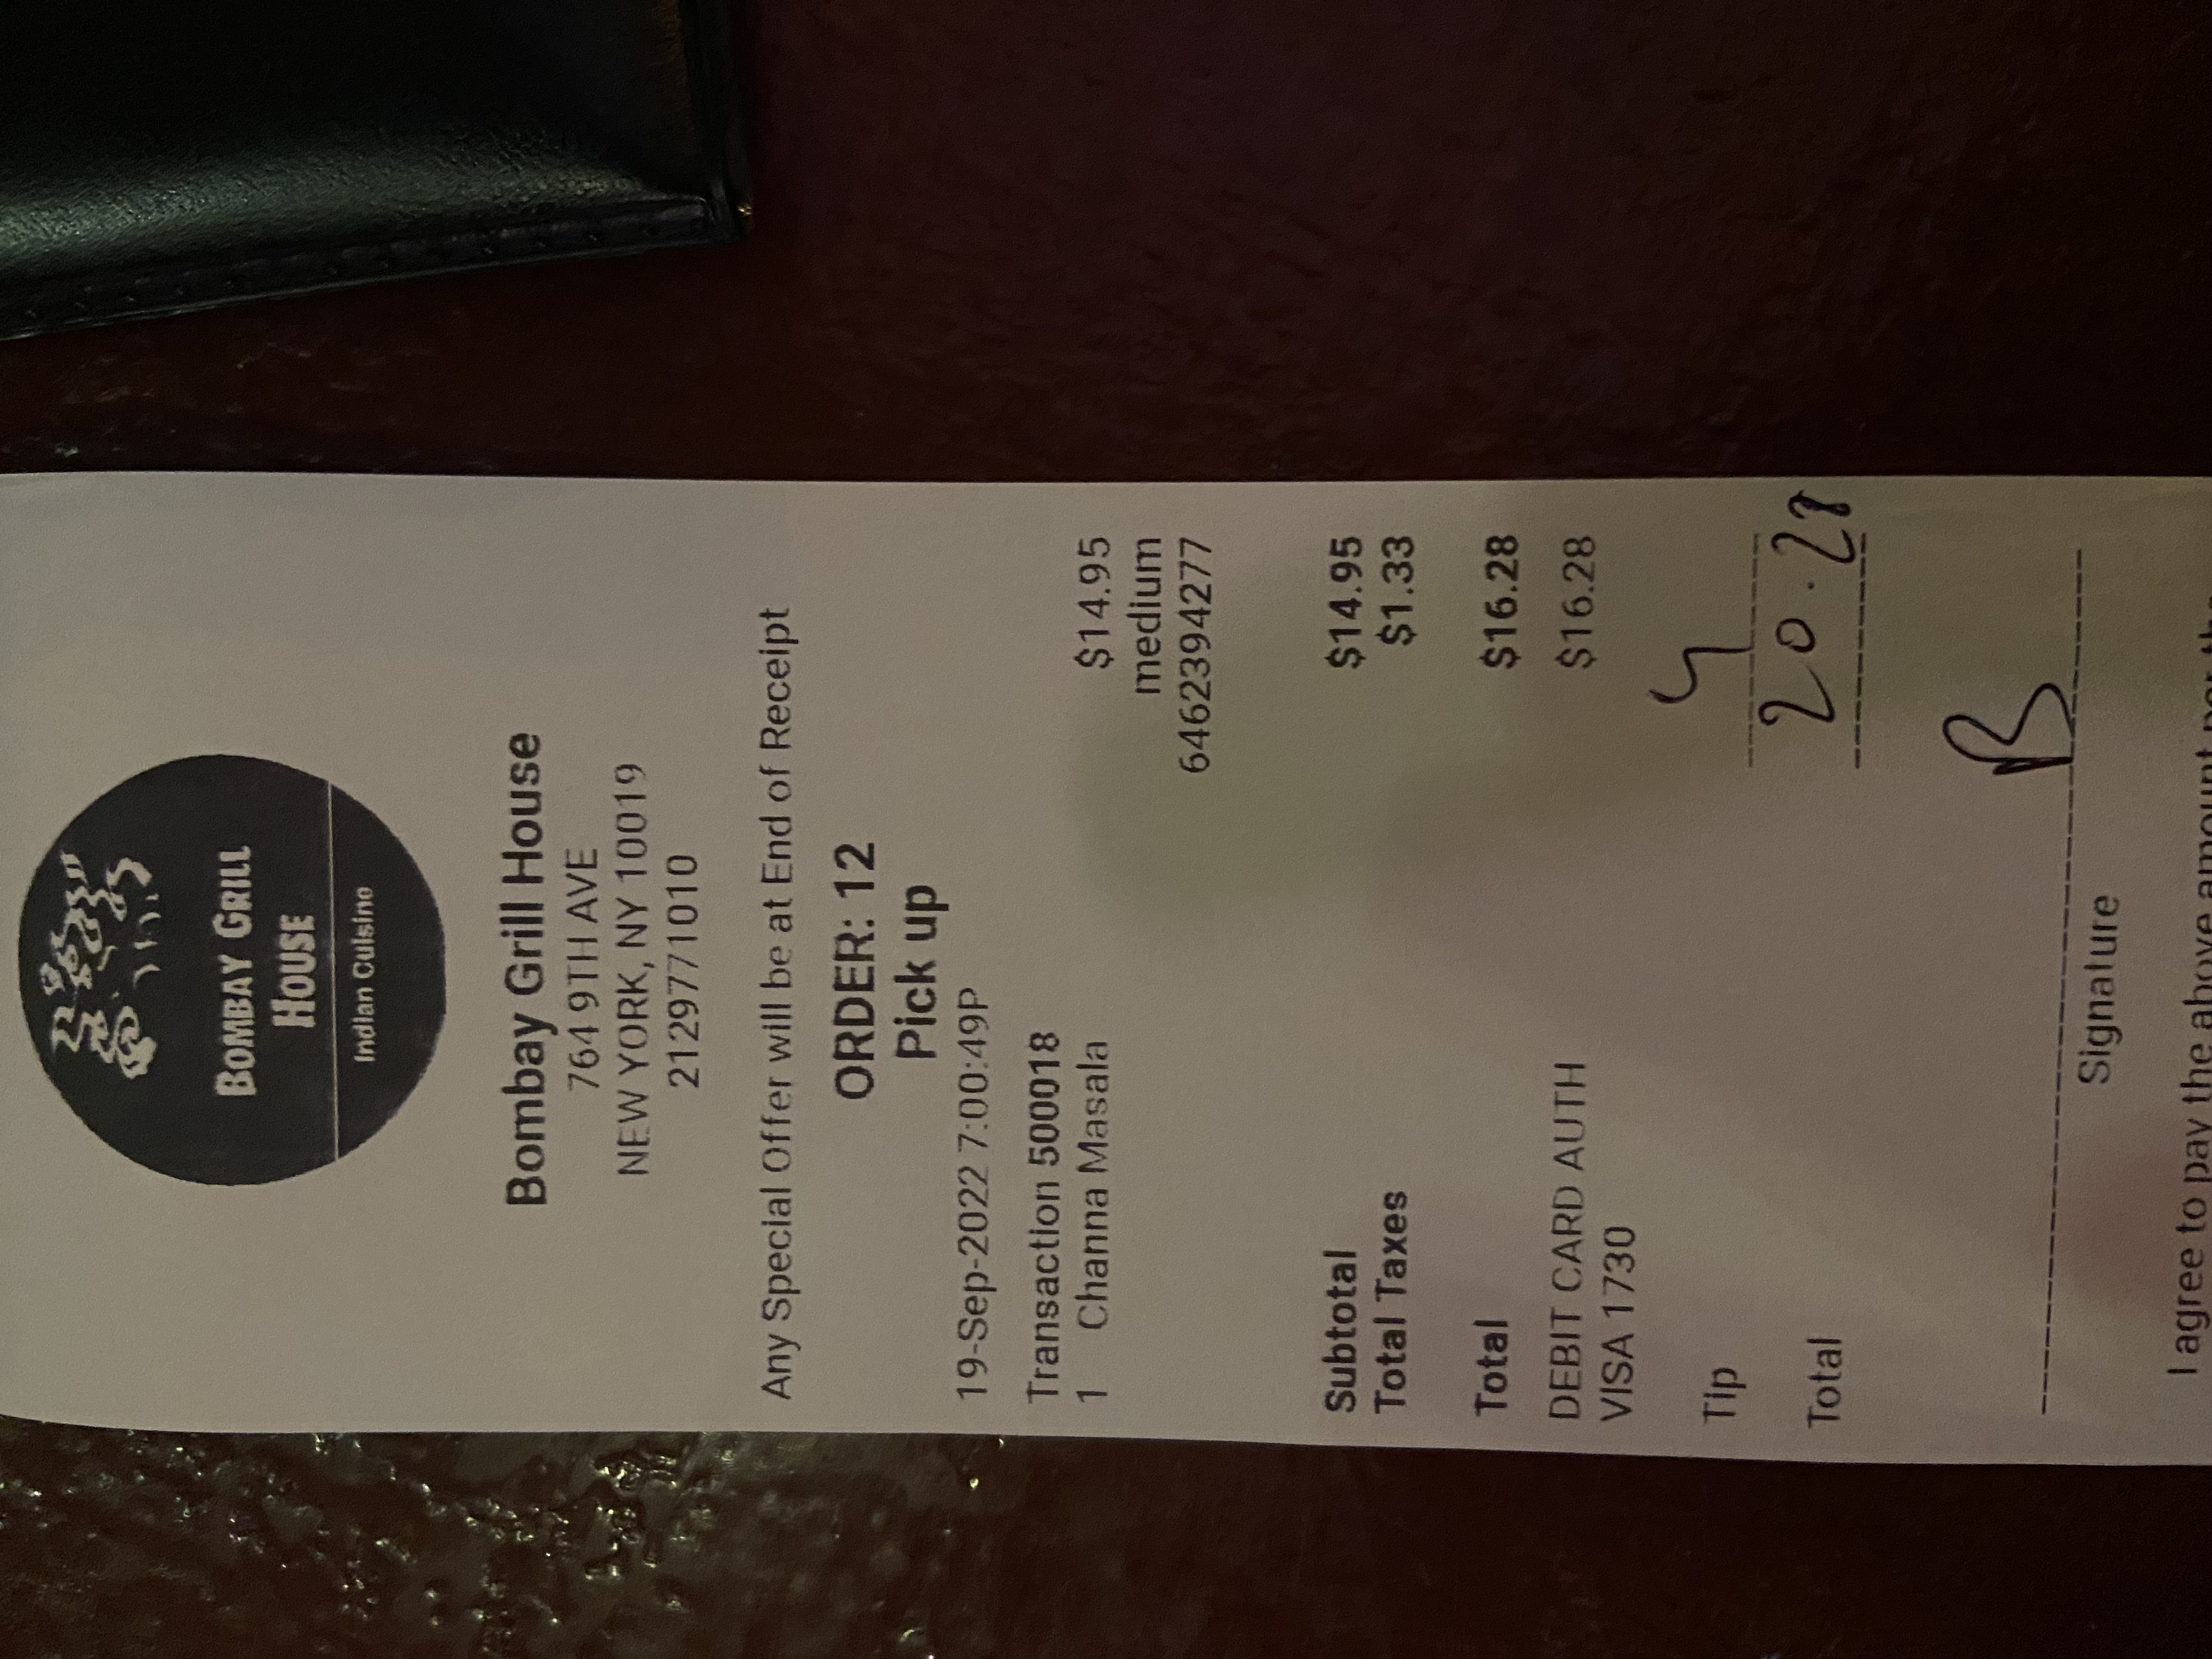 BOMBAY GRILL
HOUSE
Indian Cuisine
Bombay Grill House
764 9TH AVE
NEW YORK, NY 10019
2129771010
Any Special Offer will be at End of Receipt
ORDER: 12
Pick up
19-Sep-2022 7:00:49P
Transaction 500018
1 Channa Masala $14.95
medium
6462394277
Subtotal $14.95
Total Taxes $1.33
Total $16.28
DEBIT CARD AUTH $16.28
VISA 1730
Tip 4
Total 20.28
B
Signature
I agree to pay the above amount per the